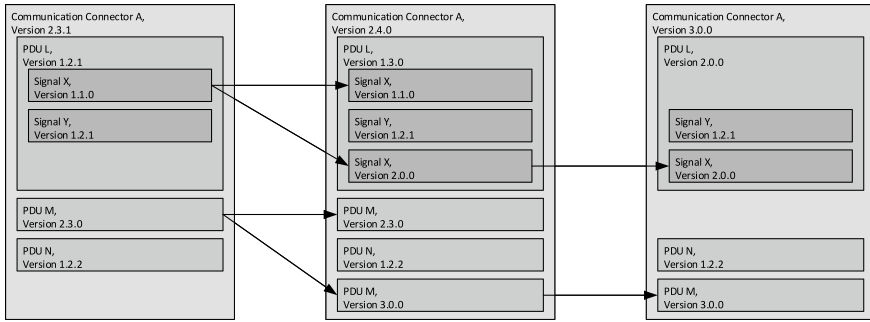 Communication Connector A,
Version 2.3.1
PDU L,
Version 1.2.1
Signal X,
Version 1.1.0
Signal Y,
Version 1.2.1
PDU M,
Version 2.3.0
PDU N,
Version 1.2.2
Communication Connector A,
Version 2.4.0
PDU L,
Version 1.3.0
Signal X,
Version 1.1.0
Signal Y,
Version 1.2.1
Signal X,
Version 2.0.0
PDU M,
Version 2.3.0
PDU N,
Version 1.2.2
PDU M,
Version 3.0.0
Communication Connector A,
Version 3.0.0
PDU L,
Version 2.0.0
Signal Y,
Version 1.2.1
Signal X,
Version 2.0.0
PDU N,
Version 1.2.2
PDU M,
Version 3.0.0